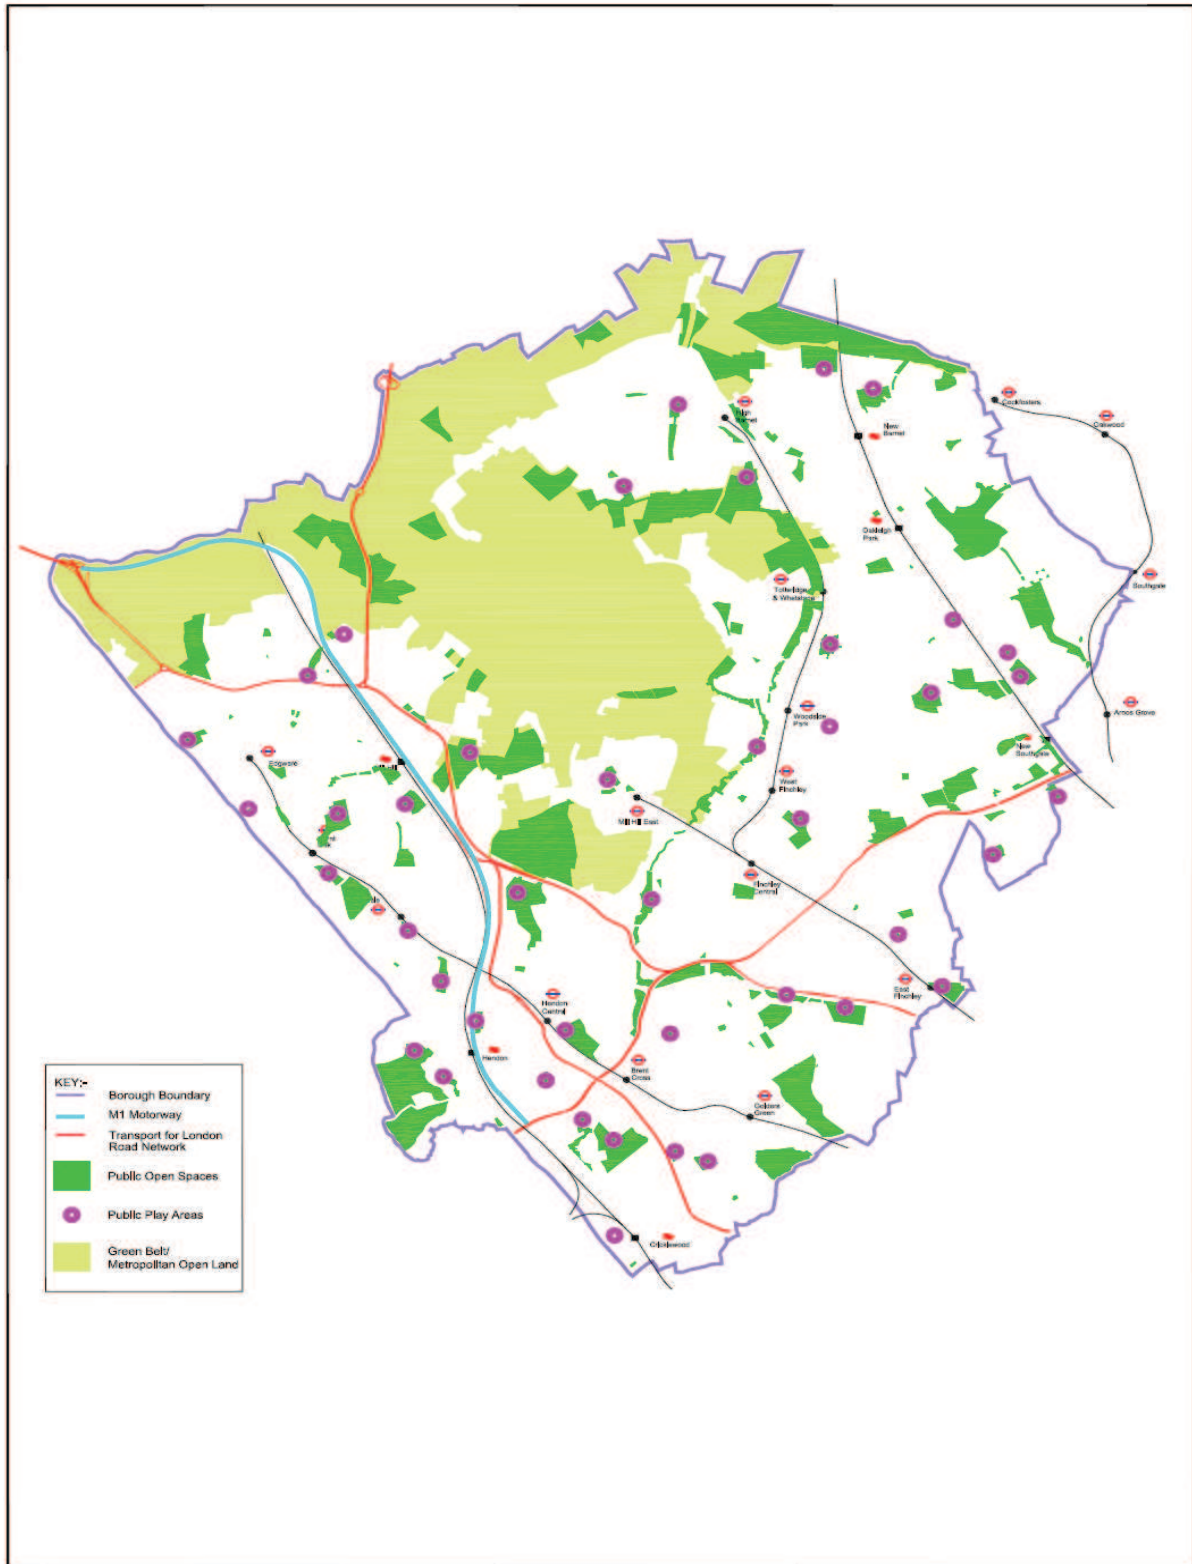 High
Barnet
Cockfosters
Oakwood
New
Barnet
Oakleigh
Park
Southgate
Totteridge
& Whetstone
Woodside
Park
Arnos Grove
New
Southgate
Edgware
West
Finchley
Mill Hill East
Finchley
Central
East
Finchley
Hendon
Central
Hendon
Brent
Cross
Golders
Green
Cricklewood
KEY:-
Borough Boundary
M1 Motorway
Transport for London
Road Network
Public Open Spaces
Public Play Areas
Green Belt/
Metropolitan Open Land